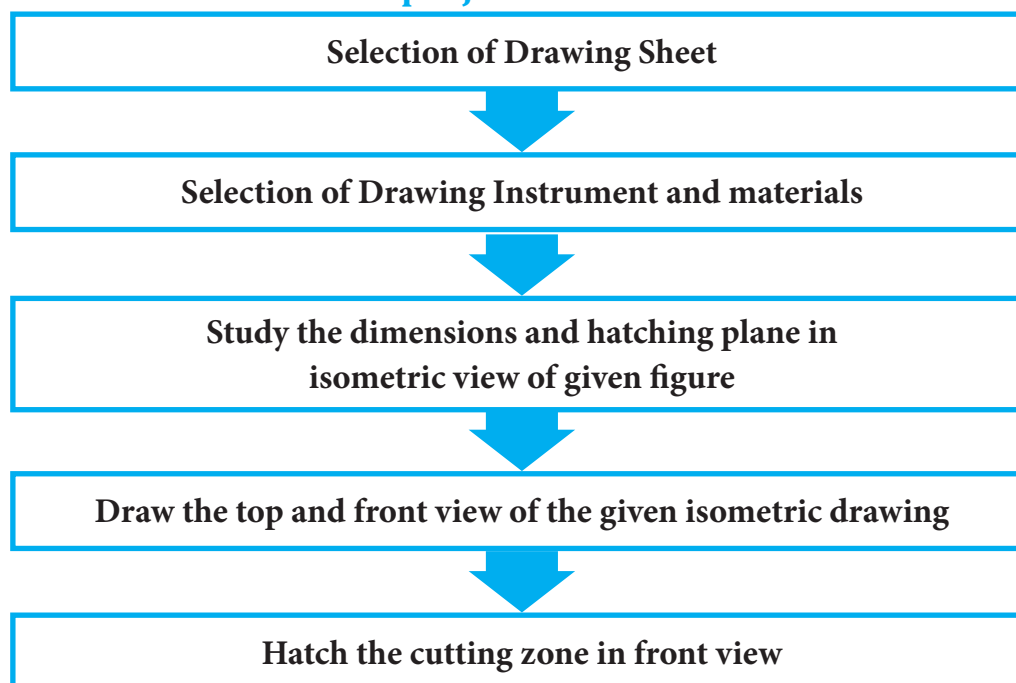 Selection of Drawing Sheet
Selection of Drawing Instrument and materials
Study the dimensions and hatching plane in
isometric view of given figure
Draw the top and front view of the given isometric drawing
Hatch the cutting zone in front view